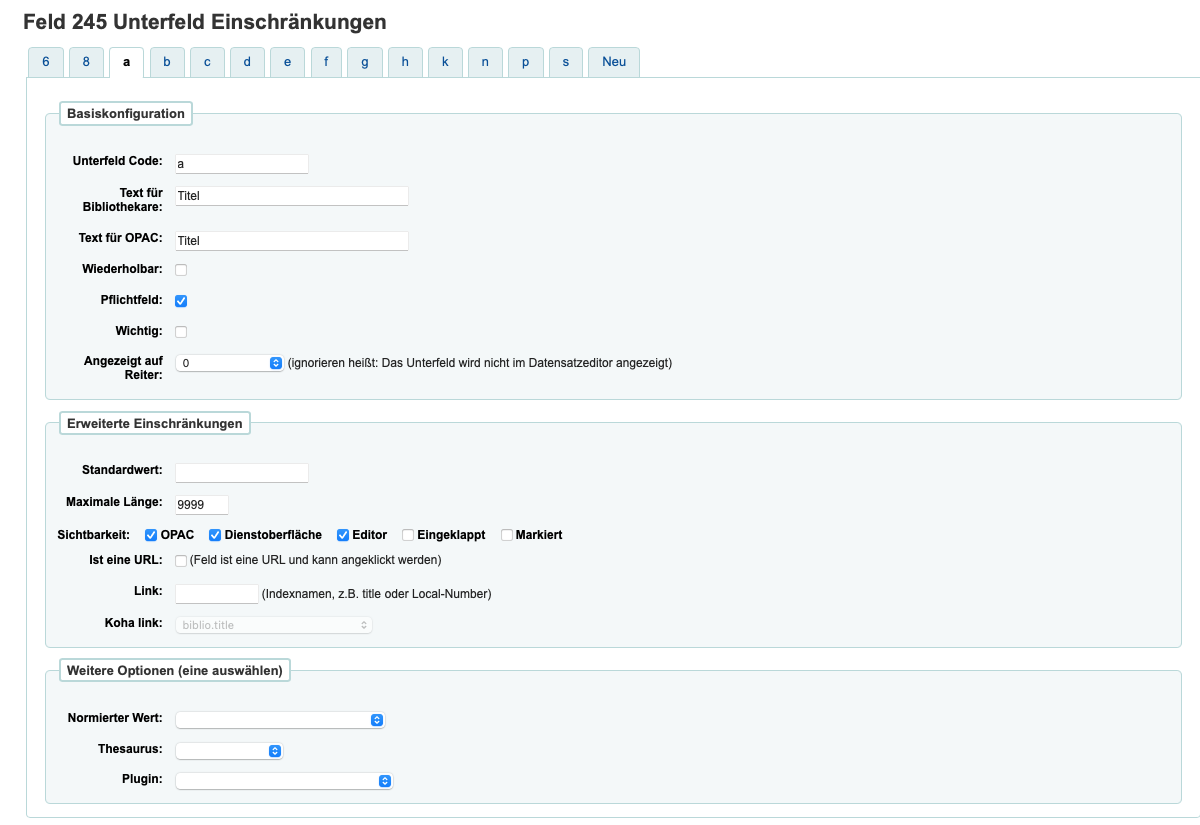 Feld 245 Unterfeld Einschränkungen
6 8 a b c d e f g h k n p s Neu
Basiskonfiguration
Unterfeld Code: a
Text für
Bibliothekare: Titel
Text für OPAC: Titel
Wiederholbar:
Pflichtfeld:
Wichtig:
Angezeigt auf
Reiter: 0 (ignorieren heißt: Das Unterfeld wird nicht im Datensatzeditor angezeigt)
Erweiterte Einschränkungen
Standardwert:
Maximale Länge: 9999
Sichtbarkeit: OPAC Dienstoberfläche Editor Eingeklappt Markiert
Ist eine URL: (Feld ist eine URL und kann angeklickt werden)
Link: (Indexnamen, z.B. title oder Local-Number)
Koha link: biblio.title
Weitere Optionen (eine auswählen)
Normierter Wert:
Thesaurus:
Plugin: